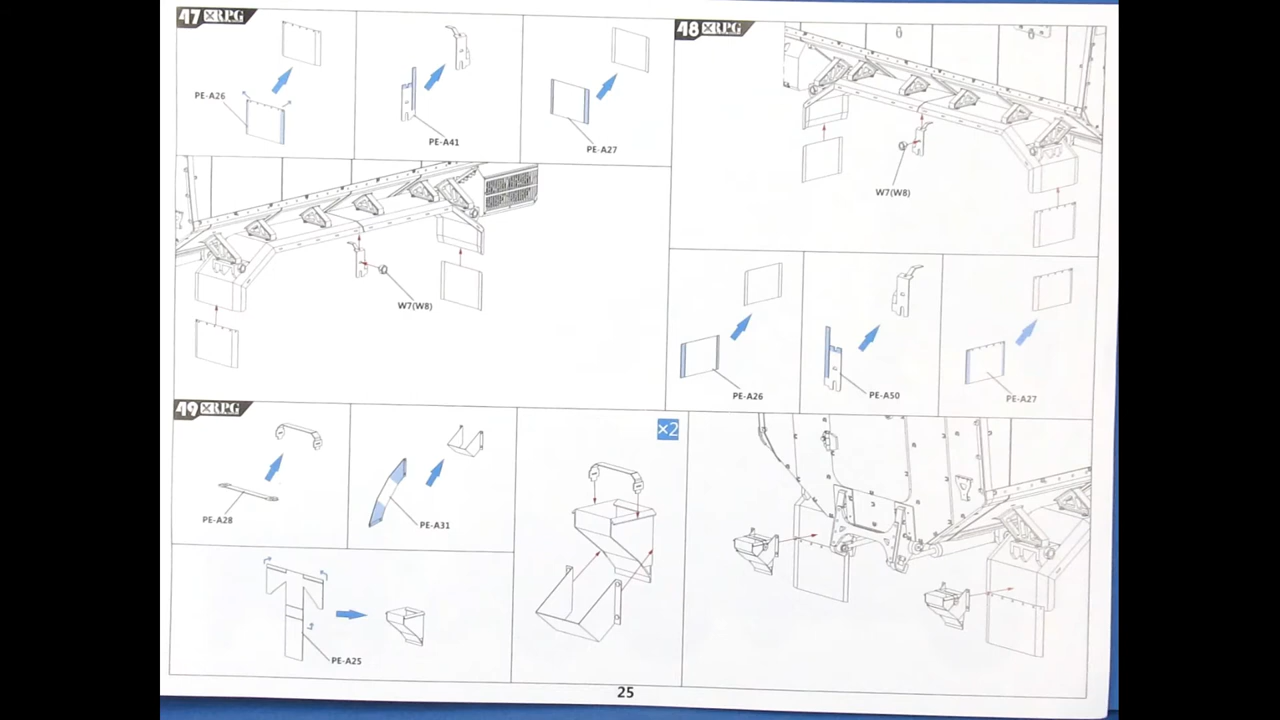 47 RPG
PE-A26
PE-A41
PE-A27
W7(W8)
48 RPG
W7(W8)
PE-A26
PE-A50
PE-A27
49 RPG
PE-A28
PE-A31
PE-A25
×2
25